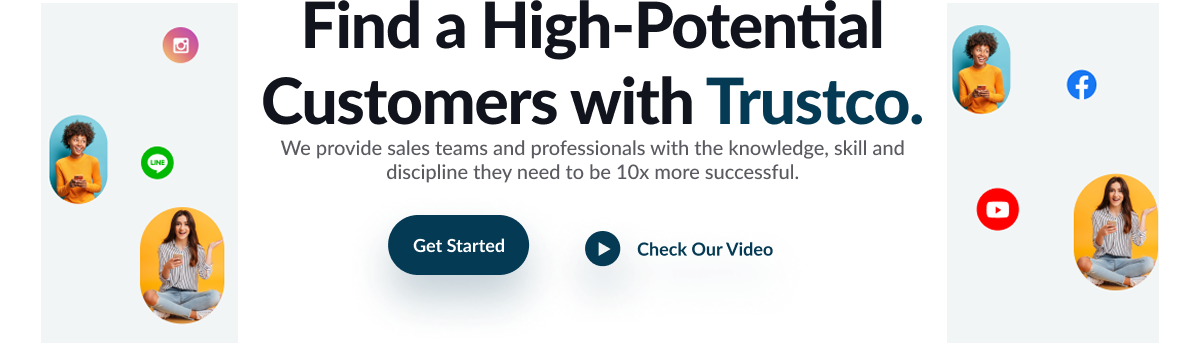 Find a High-Potential
Customers with Trustco.
We provide sales teams and professionals with the knowledge, skill and
discipline they need to be 10x more successful.
LINE
Get Started
Check Our Video